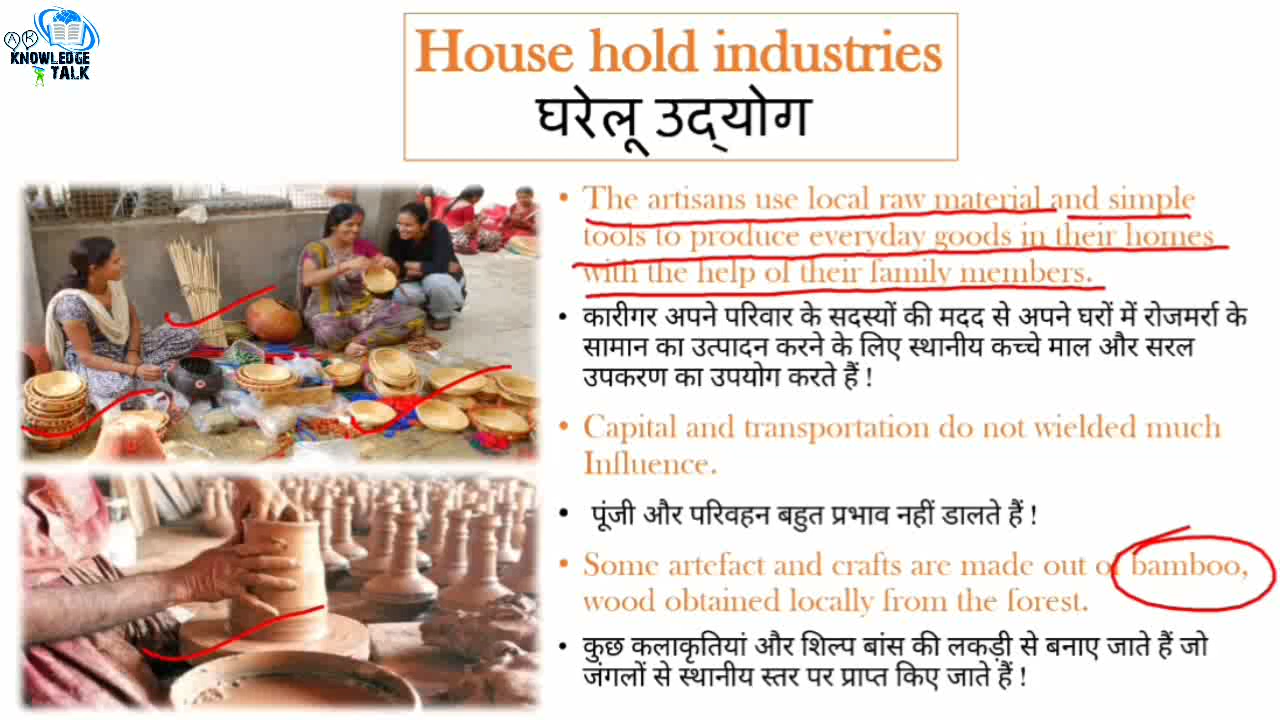 AK
KNOWLEDGE
TALK
House hold industries
घरेलू उद्योग
• The artisans use local raw material and simple
tools to produce everyday goods in their homes
with the help of their family members.
• कारीगर अपने परिवार के सदस्यों की मदद से अपने घरों में रोजमर्रा के
सामान का उत्पादन करने के लिए स्थानीय कच्चे माल और सरल
उपकरण का उपयोग करते हैं !
• Capital and transportation do not wielded much
Influence.
• पूंजी और परिवहन बहुत प्रभाव नहीं डालते हैं !
• Some artefact and crafts are made out of bamboo,
wood obtained locally from the forest.
• कुछ कलाकृतियां और शिल्प बांस की लकड़ी से बनाए जाते हैं जो
जंगलों से स्थानीय स्तर पर प्राप्त किए जाते हैं !